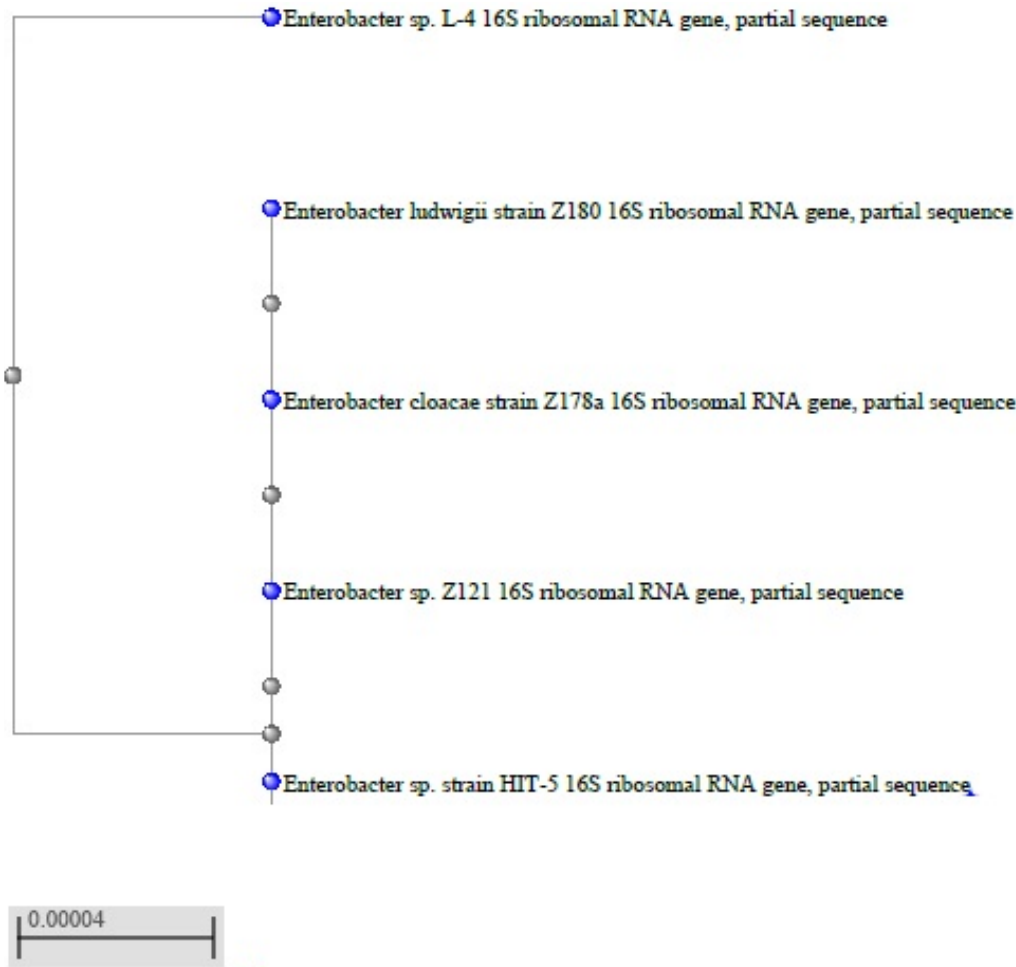 Enterobacter sp. L-4 16S ribosomal RNA gene, partial sequence
Enterobacter ludwigii strain Z180 16S ribosomal RNA gene, partial sequence
Enterobacter cloacae strain Z178a 16S ribosomal RNA gene, partial sequence
Enterobacter sp. Z121 16S ribosomal RNA gene, partial sequence
Enterobacter sp. strain HIT-5 16S ribosomal RNA gene, partial sequence
0.00004